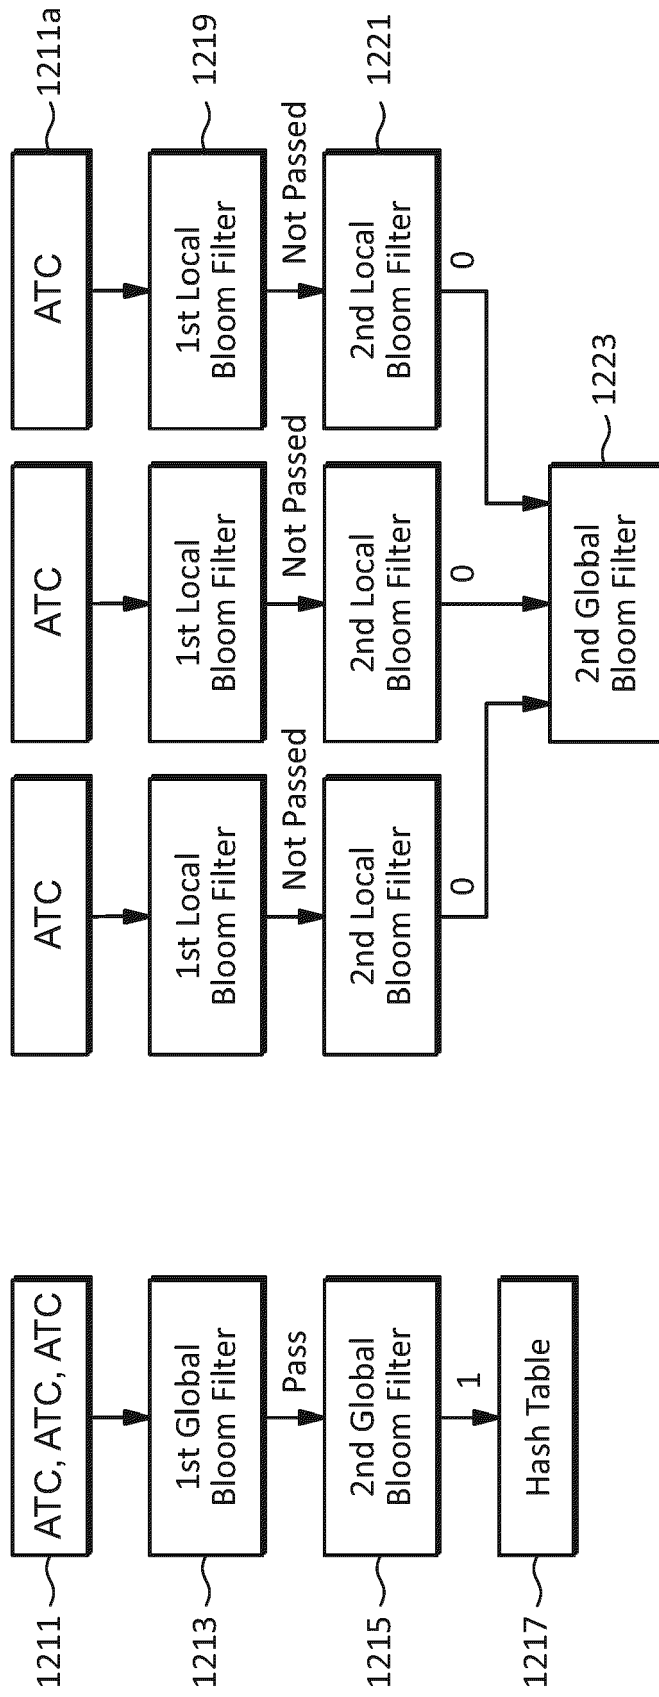 1211
ATC, ATC, ATC
1213
1st Global
Bloom Filter
Pass
1215
2nd Global
Bloom Filter
1
1217
Hash Table
ATC
ATC
ATC
1211a
1st Local
Bloom Filter
1st Local
Bloom Filter
1st Local
Bloom Filter
1219
Not Passed
Not Passed
Not Passed
2nd Local
Bloom Filter
2nd Local
Bloom Filter
2nd Local
Bloom Filter
1221
0
0
0
2nd Global
Bloom Filter
1223